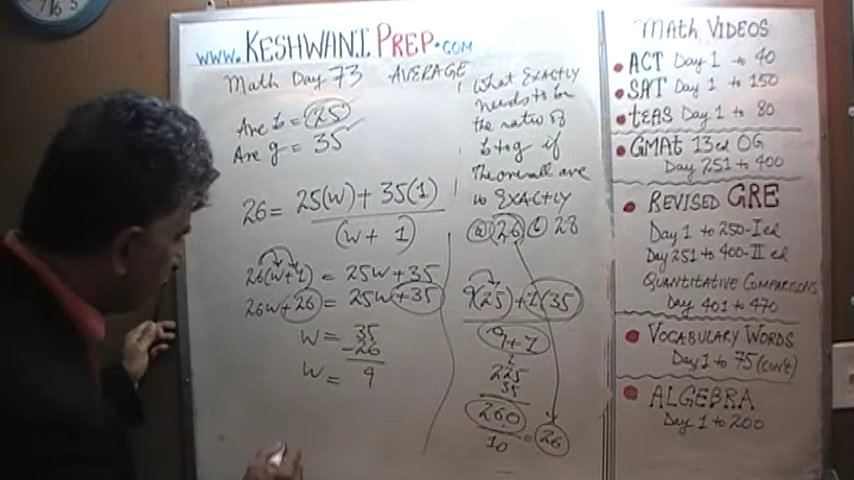 www.KESHWANIPREP.COM
Math Day 73 AVERAGE
Ave b = 25
Ave g = 35
26 = 25(w) + 35(1)
(w + 1)
26(w+1) = 25w+35
26w+26 = 25w+35
w = 35
-26
w = 9
What EXACTLY
needs to be
the ratio of
b to g if
The overall ave
is EXACTLY
@ 26 (b) 28
9(25)+1(35)
9+1
1
225
35
260
10 = 26
Math VIDEOS
ACT Day 1 to 40
SAT Day 1 to 150
tEAS Day 1 to 80
GMAt 13ed OG
Day 251 to 400
REVISED GRE
Day 1 to 250-I ed
Day 251 to 400-II ed
QUANTITATIVE COMPARISONS
Day 401 to 470
VOCABULARY WORDS
Day 1 to 75 (con't)
ALGEBRA
Day 1 to 200